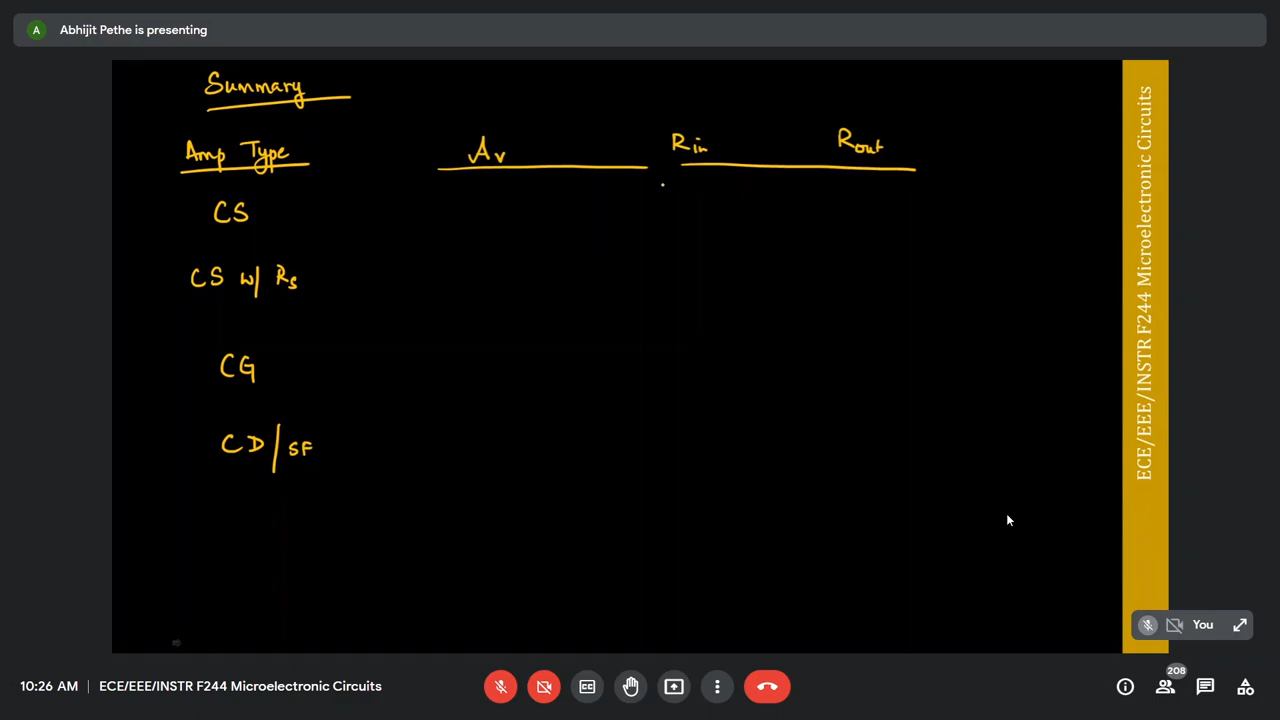 A
Abhijit Pethe is presenting
Summary
Amp Type Av Rin Rout
CS
CS w/ Rs
CG
CD/SF
ECE/EEE/INSTR F244 Microelectronic Circuits
You
208
10:26 AM ECE/EEE/INSTR F244 Microelectronic Circuits
CC